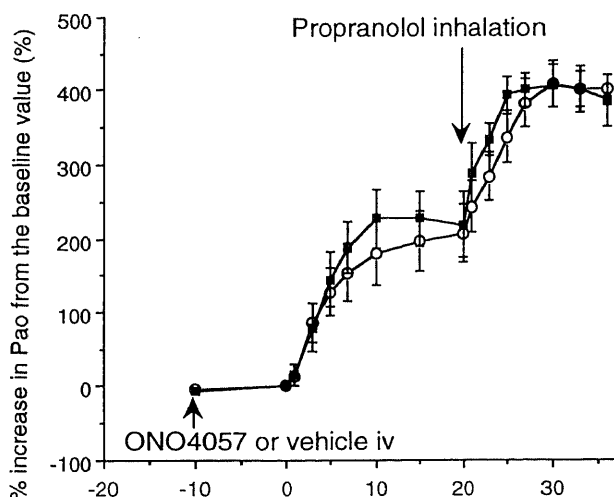 % increase in Pao from the baseline value (%)
500
400
300
200
100
0
-100
Propranolol inhalation
ONO4057 or vehicle iv
-20 -10 0 10 20 30